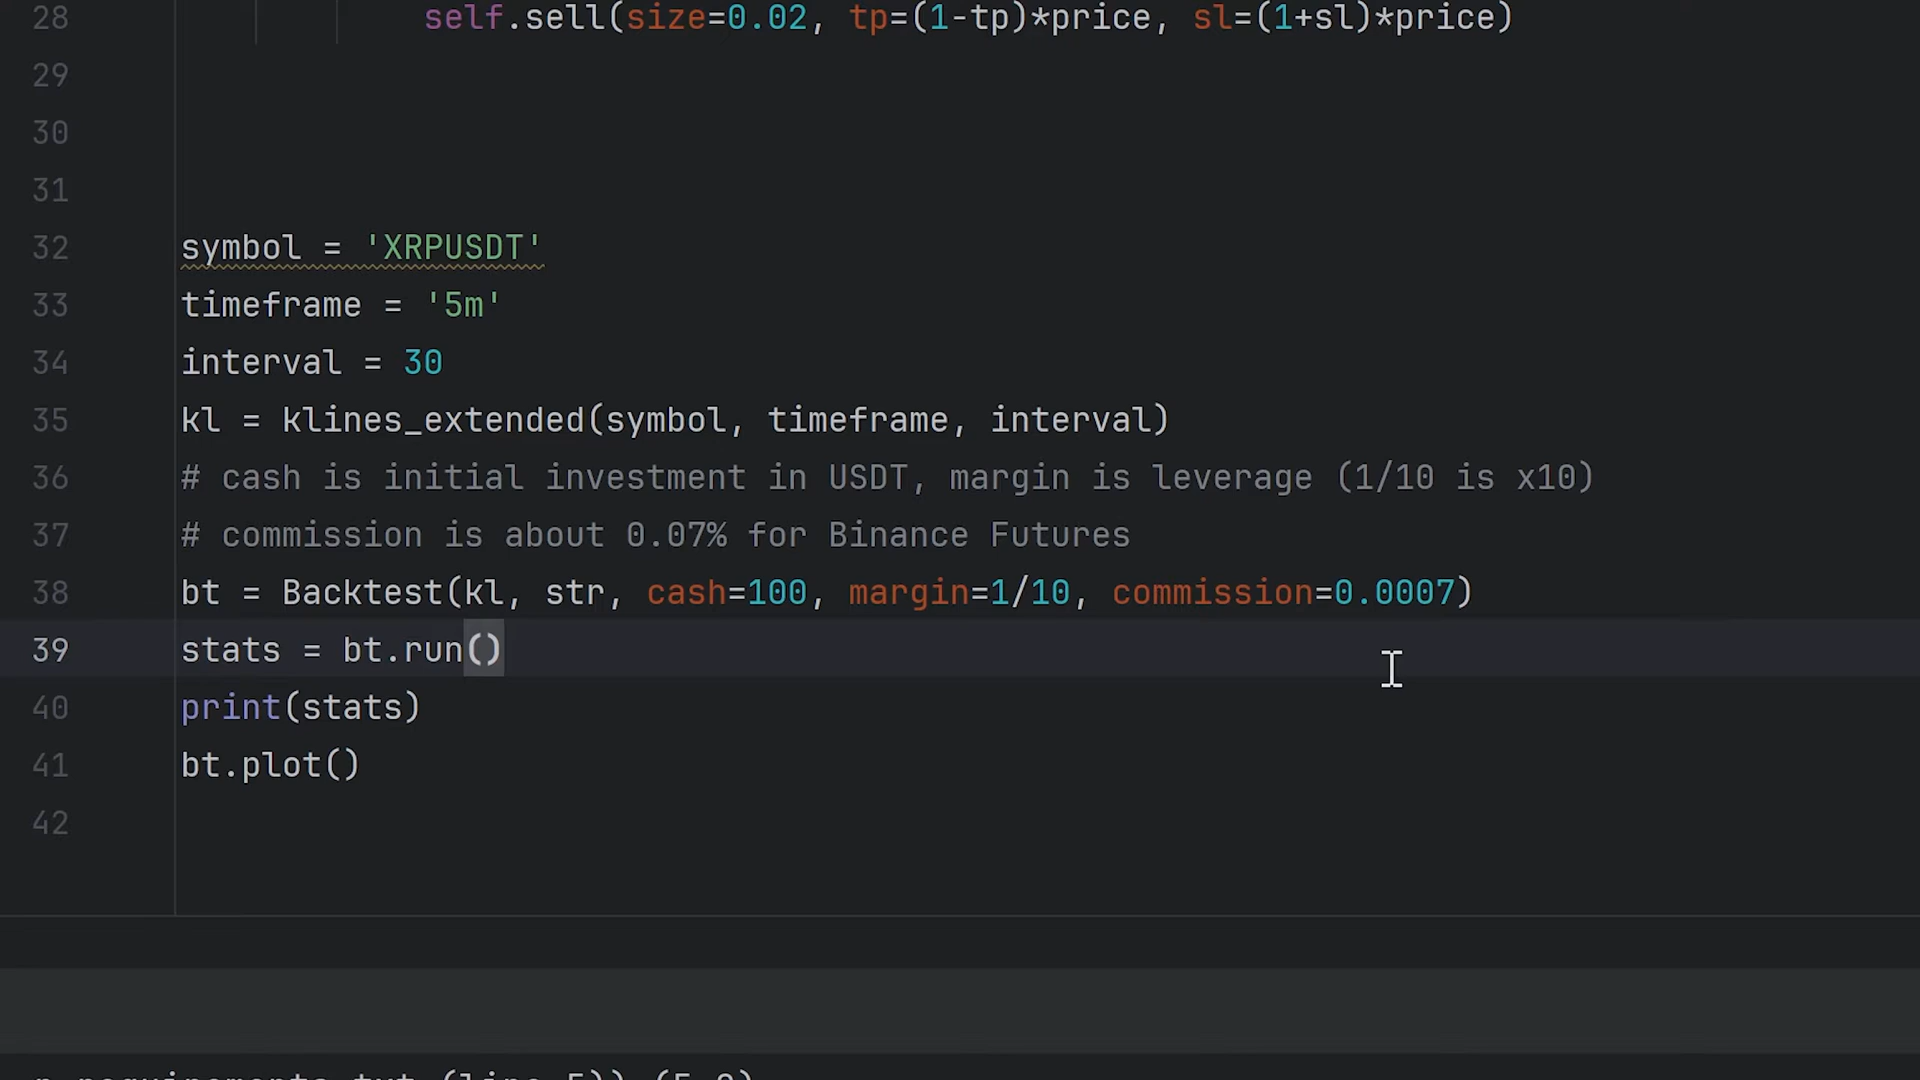 28 self.sell(size=0.02, tp=(1-tp)*price, sl=(1+sl)*price)
29
30
31
32 symbol = 'XRPUSDT'
33 timeframe = '5m'
34 interval = 30
35 kl = klines_extended(symbol, timeframe, interval)
36 # cash is initial investment in USDT, margin is leverage (1/10 is x10)
37 # commission is about 0.07% for Binance Futures
38 bt = Backtest(kl, str, cash=100, margin=1/10, commission=0.0007)
39 stats = bt.run()
40 print(stats)
41 bt.plot()
42